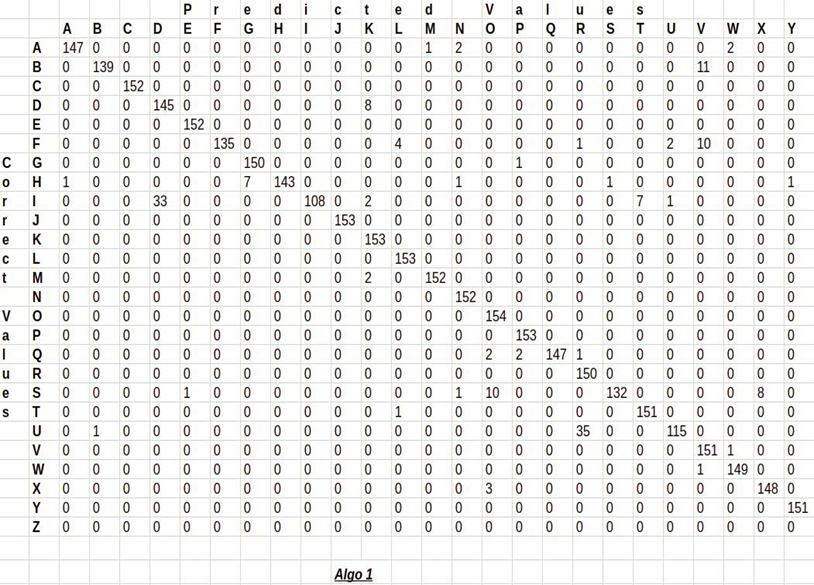 P r e d i c t e d V a l u e s
A B C D E F G H I J K L M N O P Q R S T U V W X Y
A 147 0 0 0 0 0 0 0 0 0 0 0 1 2 0 0 0 0 0 0 0 0 2 0 0
B 0 139 0 0 0 0 0 0 0 0 0 0 0 0 0 0 0 0 0 0 0 11 0 0 0
C 0 0 152 0 0 0 0 0 0 0 0 0 0 0 0 0 0 0 0 0 0 0 0 0 0
D 0 0 0 145 0 0 0 0 0 0 8 0 0 0 0 0 0 0 0 0 0 0 0 0 0
E 0 0 0 0 152 0 0 0 0 0 0 0 0 0 0 0 0 0 0 0 0 0 0 0 0
F 0 0 0 0 0 135 0 0 0 0 0 4 0 0 0 0 0 1 0 0 2 10 0 0 0
C G 0 0 0 0 0 0 150 0 0 0 0 0 0 0 0 1 0 0 0 0 0 0 0 0 0
o H 1 0 0 0 0 0 7 143 0 0 0 0 0 1 0 0 0 0 1 0 0 0 0 0 1
r I 0 0 0 33 0 0 0 0 108 0 2 0 0 0 0 0 0 0 0 7 1 0 0 0 0
r J 0 0 0 0 0 0 0 0 0 153 0 0 0 0 0 0 0 0 0 0 0 0 0 0 0
e K 0 0 0 0 0 0 0 0 0 0 153 0 0 0 0 0 0 0 0 0 0 0 0 0 0
c L 0 0 0 0 0 0 0 0 0 0 0 153 0 0 0 0 0 0 0 0 0 0 0 0 0
t M 0 0 0 0 0 0 0 0 0 0 2 0 152 0 0 0 0 0 0 0 0 0 0 0 0
N 0 0 0 0 0 0 0 0 0 0 0 0 0 152 0 0 0 0 0 0 0 0 0 0 0
V O 0 0 0 0 0 0 0 0 0 0 0 0 0 0 154 0 0 0 0 0 0 0 0 0 0
a P 0 0 0 0 0 0 0 0 0 0 0 0 0 0 0 153 0 0 0 0 0 0 0 0 0
l Q 0 0 0 0 0 0 0 0 0 0 0 0 0 0 2 2 147 1 0 0 0 0 0 0 0
u R 0 0 0 0 0 0 0 0 0 0 0 0 0 0 0 0 0 150 0 0 0 0 0 0 0
e S 0 0 0 0 1 0 0 0 0 0 0 0 0 1 10 0 0 0 132 0 0 0 0 8 0
s T 0 0 0 0 0 0 0 0 0 0 0 1 0 0 0 0 0 0 0 151 0 0 0 0 0
U 0 1 0 0 0 0 0 0 0 0 0 0 0 0 0 0 0 35 0 0 115 0 0 0 0
V 0 0 0 0 0 0 0 0 0 0 0 0 0 0 0 0 0 0 0 0 0 151 1 0 0
W 0 0 0 0 0 0 0 0 0 0 0 0 0 0 0 0 0 0 0 0 0 1 149 0 0
X 0 0 0 0 0 0 0 0 0 0 0 0 0 0 3 0 0 0 0 0 0 0 0 148 0
Y 0 0 0 0 0 0 0 0 0 0 0 0 0 0 0 0 0 0 0 0 0 0 0 0 151
Z 0 0 0 0 0 0 0 0 0 0 0 0 0 0 0 0 0 0 0 0 0 0 0 0 0
Algo 1